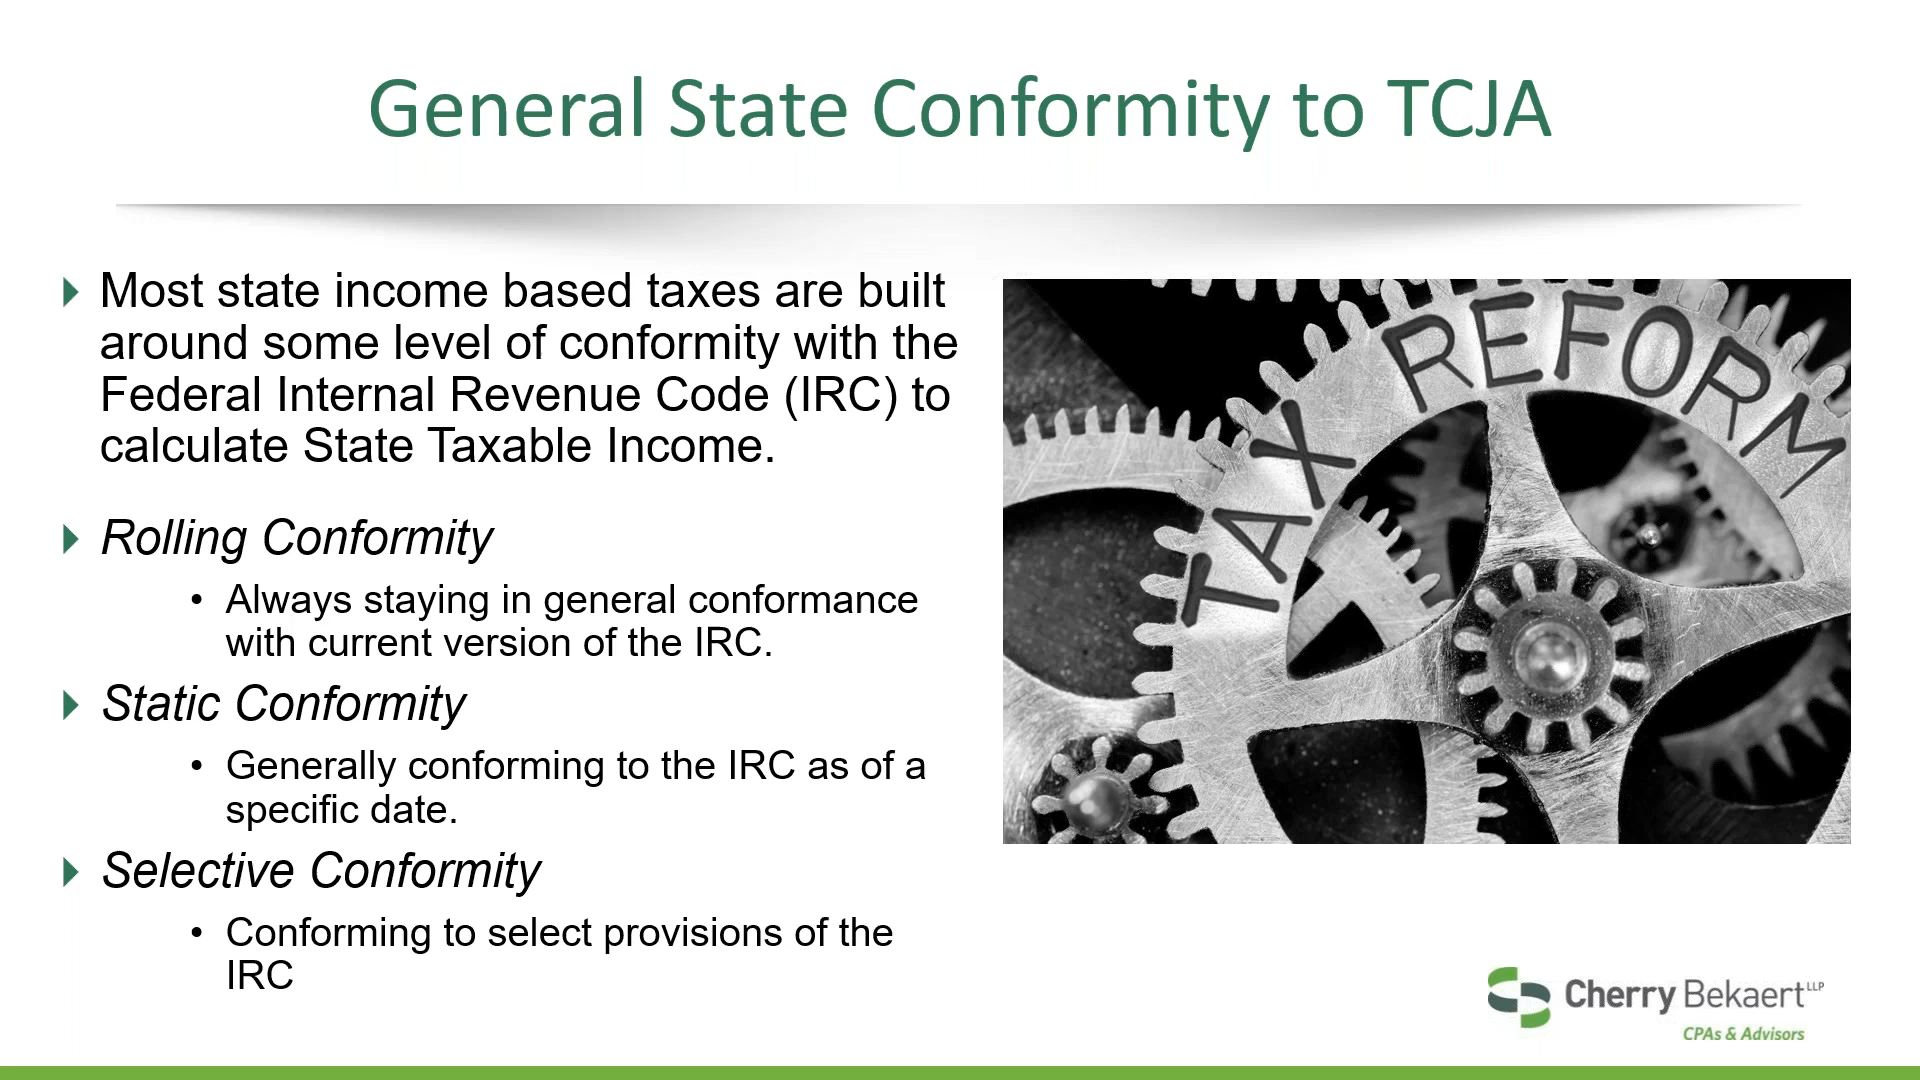 General State Conformity to TCJA
Most state income based taxes are built
around some level of conformity with the
Federal Internal Revenue Code (IRC) to
calculate State Taxable Income.
Rolling Conformity
• Always staying in general conformance
with current version of the IRC.
Static Conformity
• Generally conforming to the IRC as of a
specific date.
Selective Conformity
• Conforming to select provisions of the
IRC
TAX REFORM
Cherry Bekaert LLP
CPAs & Advisors